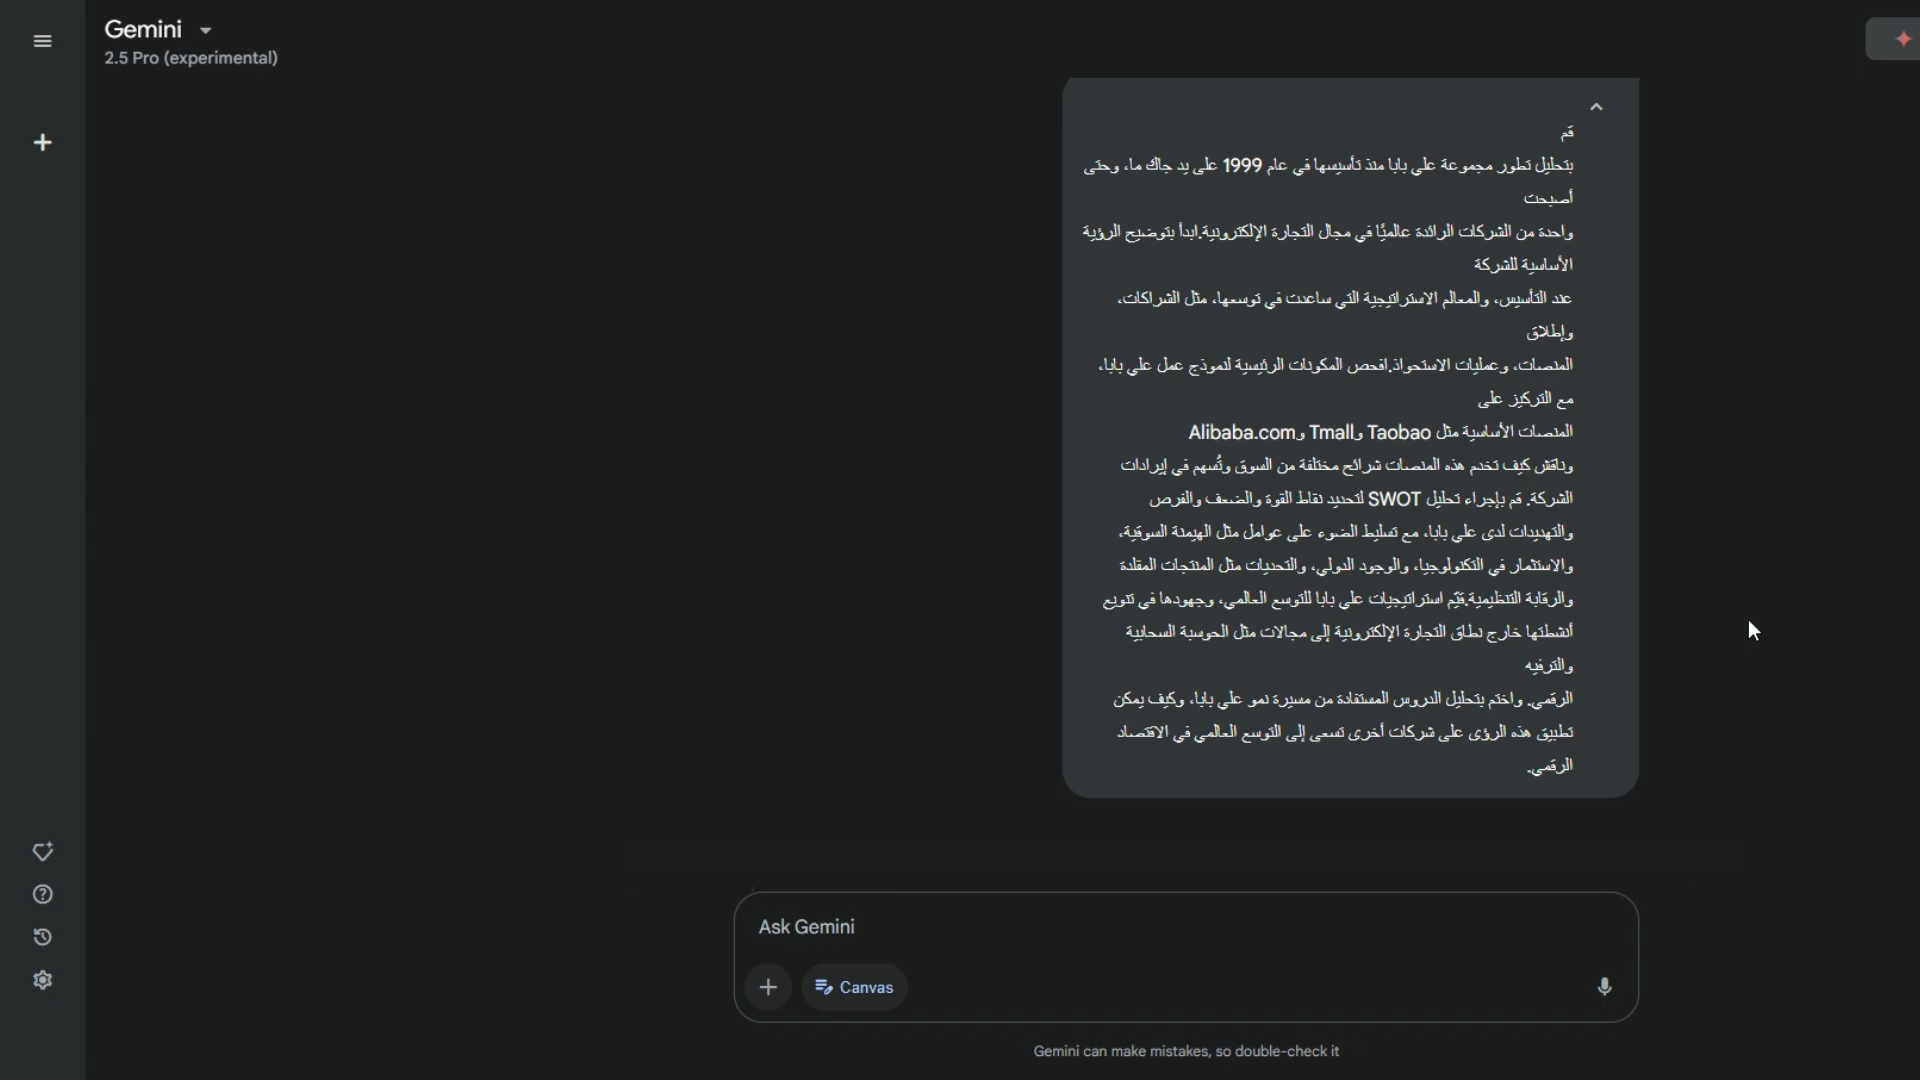 Gemini
2.5 Pro (experimental)
قم
بتحليل تطور مجموعة علي بابا منذ تأسيسها في عام 1999 على يد جاك ما، وحتى
أصبحت
واحدة من الشركات الرائدة عالميًا في مجال التجارة الإلكترونية.ابدأ بتوضيح الرؤية
الأساسية للشركة
عند التأسيس، والمعالم الاستراتيجية التي ساعدت في توسعها، مثل الشراكات،
وإطلاق
المنصات، وعمليات الاستحواذ.افحص المكونات الرئيسية لنموذج عمل علي بابا،
مع التركيز على
المنصات الأساسية مثل Taobao وTmall وAlibaba.com
وناقش كيف تخدم هذه المنصات شرائح مختلفة من السوق وتُسهم في إيرادات
الشركة. قم بإجراء تحليل SWOT لتحديد نقاط القوة والضعف والفرص
والتهديدات لدى علي بابا، مع تسليط الضوء على عوامل مثل الهيمنة السوقية،
والاستثمار في التكنولوجيا، والوجود الدولي، والتحديات مثل المنتجات المقلدة
والرقابة التنظيمية.قيّم استراتيجيات علي بابا للتوسع العالمي، وجهودها في تنويع
أنشطتها خارج نطاق التجارة الإلكترونية إلى مجالات مثل الحوسبة السحابية
والترفيه
الرقمي. واختم بتحليل الدروس المستفادة من مسيرة نمو علي بابا، وكيف يمكن
تطبيق هذه الرؤى على شركات أخرى تسعى إلى التوسع العالمي في الاقتصاد
الرقمي.
Ask Gemini
Canvas
Gemini can make mistakes, so double-check it